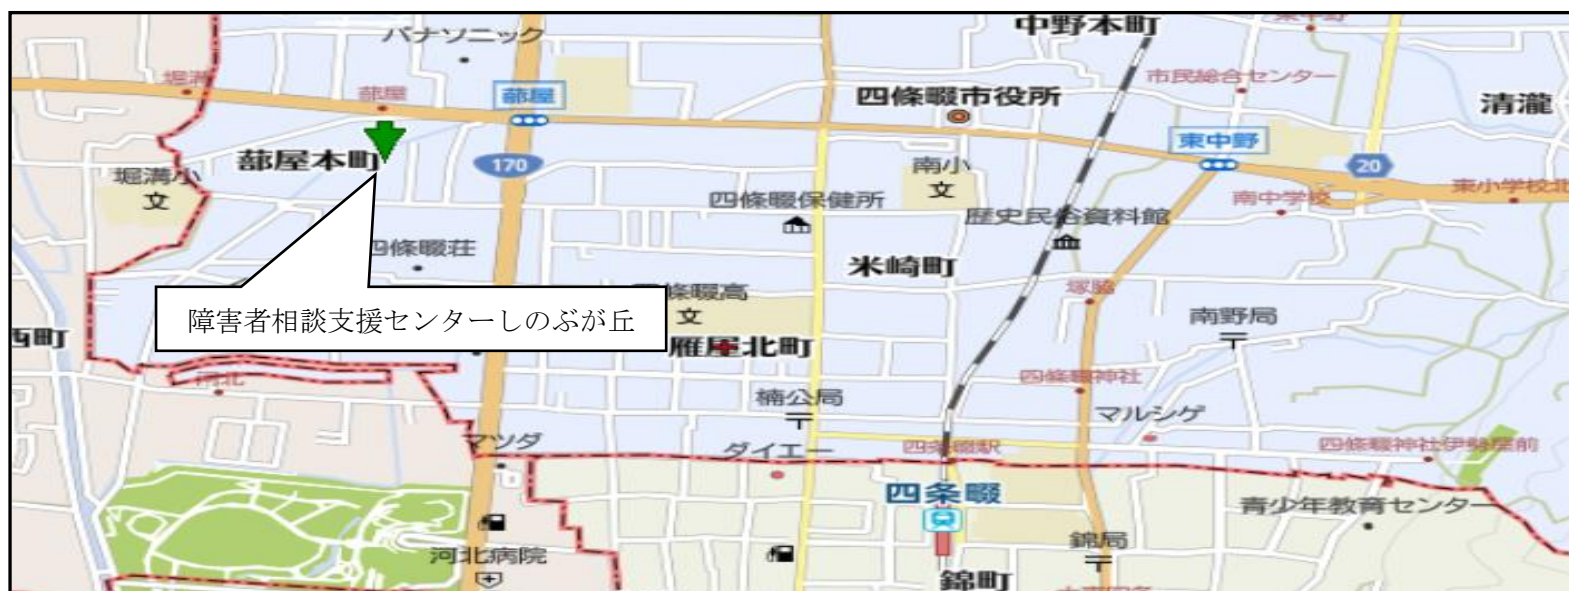 パナソニック
中野本町
東中野
堀溝
蔀屋
蔀屋
四條畷市役所
市民総合センター
清瀧
東中野
蔀屋本町
170
20
堀溝小
文
南小
文
四條畷保健所
歴史民俗資料館
南中学校
東小学校北
四條畷荘
米崎町
塚脇
四條畷高
文
障害者相談支援センターしのぶが丘
南野局
西町
雁屋北町
河北
四條畷神社
楠公局
マルシゲ
マツダ
ダイエー
四条畷駅
四條畷神社伊勢屋前
四条畷
青少年教育センター
河北病院
錦局
錦町